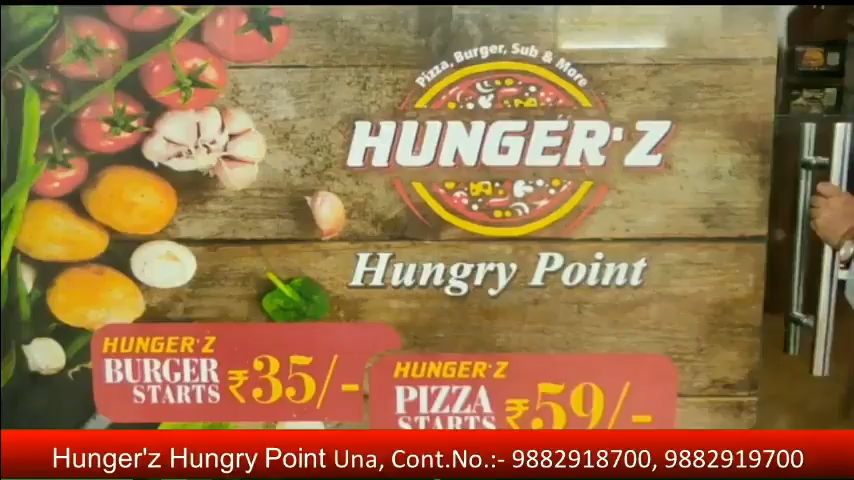 Pizza, Burger, Sub & More
HUNGER'Z
Hungry Point
HUNGER'Z
BURGER
STARTS ₹35/-
HUNGER'Z
PIZZA
STARTS ₹59/-
Hunger'z Hungry Point Una, Cont.No.:- 9882918700, 9882919700